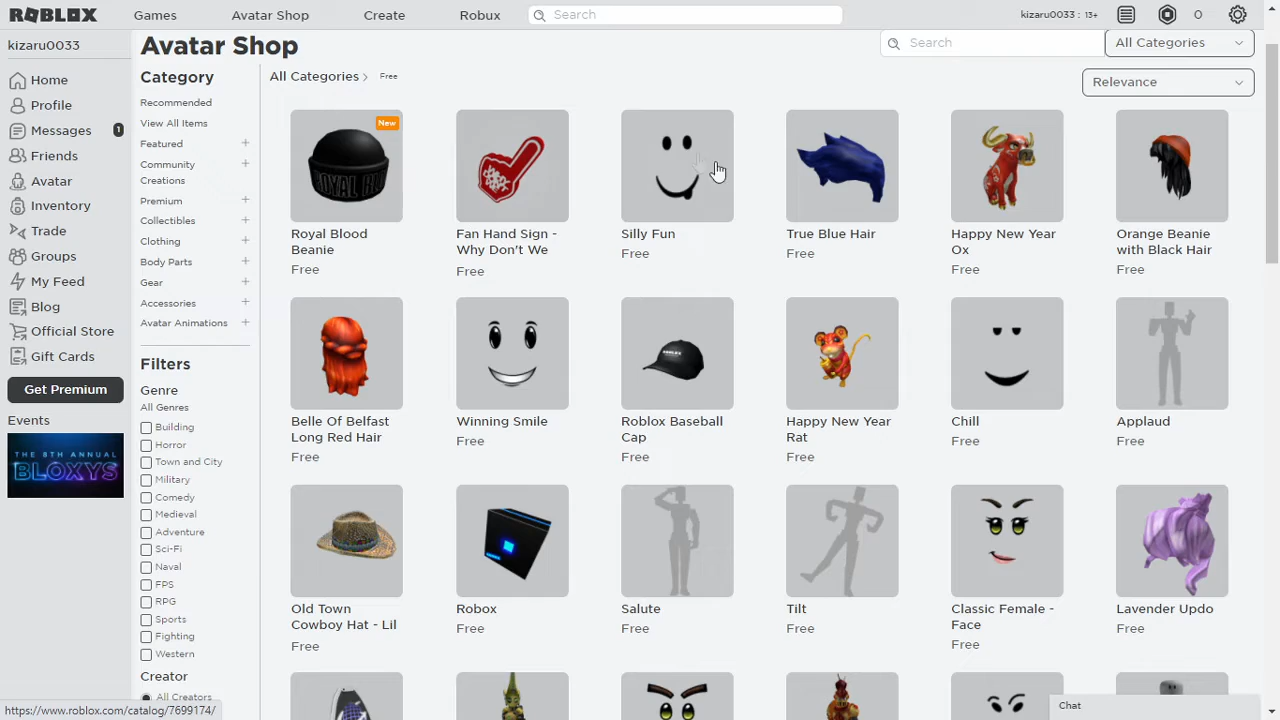 ROBLOX
Games
Avatar Shop
Create
Robux
Search
kizaru0033 : 13+
0
kizaru0033
Home
Profile
Messages
1
Friends
Avatar
Inventory
Trade
Groups
My Feed
Blog
Official Store
Gift Cards
Get Premium
Events
THE 8TH ANNUAL
BLOXYS
Avatar Shop
Search
All Categories
Category
Recommended
View All Items
Featured +
Community +
Creations
Premium +
Collectibles +
Clothing +
Body Parts +
Gear +
Accessories +
Avatar Animations +
Filters
Genre
All Genres
Building
Horror
Town and City
Military
Comedy
Medieval
Adventure
Sci-Fi
Naval
FPS
RPG
Sports
Fighting
Western
Creator
All Creators
All Categories > Free
Relevance
New
ROYAL BL
Royal Blood
Beanie
Free
Fan Hand Sign -
Why Don't We
Free
Silly Fun
Free
True Blue Hair
Free
Happy New Year
Ox
Free
Orange Beanie
with Black Hair
Free
Belle Of Belfast
Long Red Hair
Free
Winning Smile
Free
ROBLOX
Roblox Baseball
Cap
Free
Happy New Year
Rat
Free
Chill
Free
Applaud
Free
Old Town
Cowboy Hat - Lil
Free
Robox
Free
Salute
Free
Tilt
Free
Classic Female -
Face
Free
Lavender Updo
Free
https://www.roblox.com/catalog/7699174/
Chat